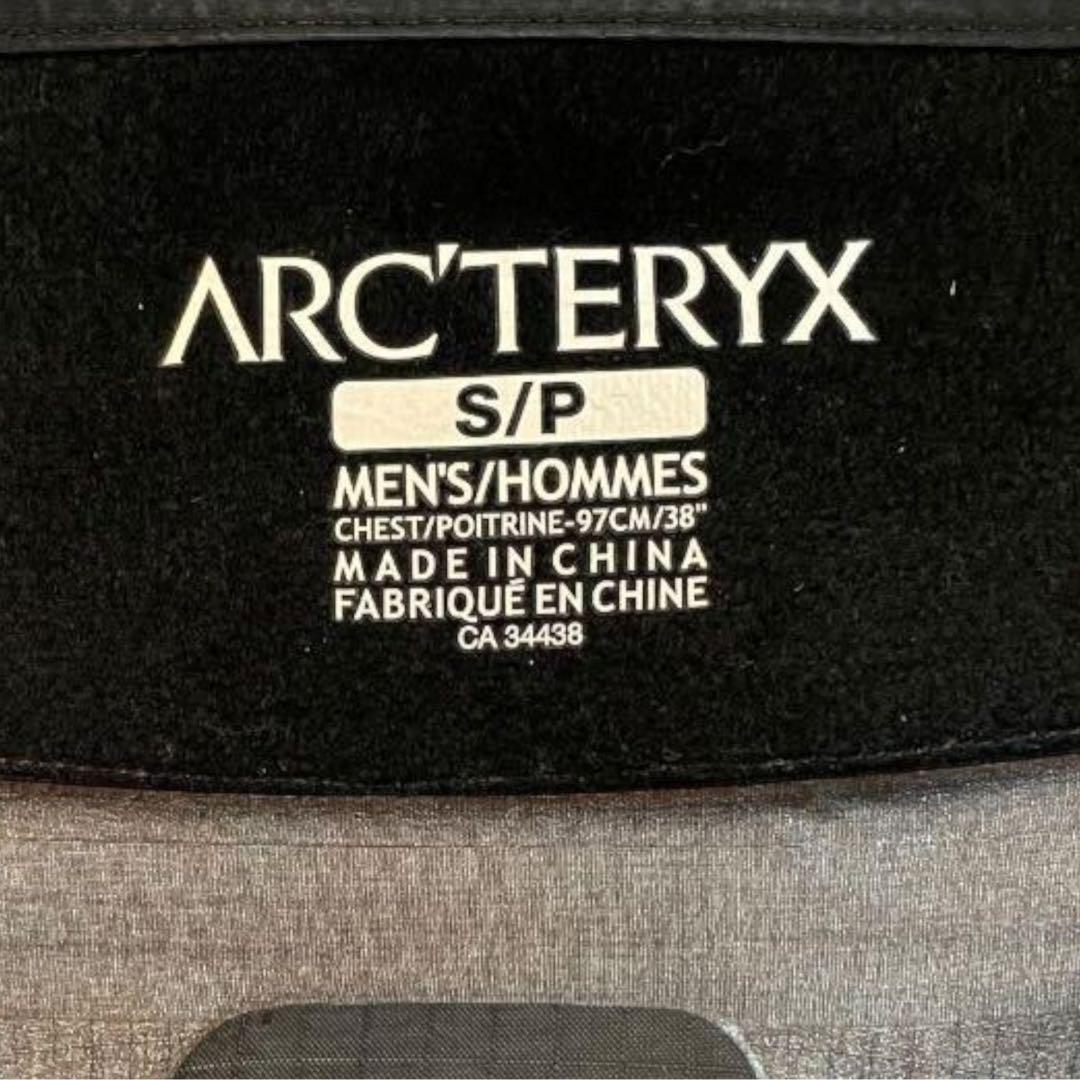 ARC'TERYX
S/P
MEN'S/HOMMES
CHEST/POITRINE-97CM/38"
MADE IN CHINA
FABRIQUÉ EN CHINE
CA 34438